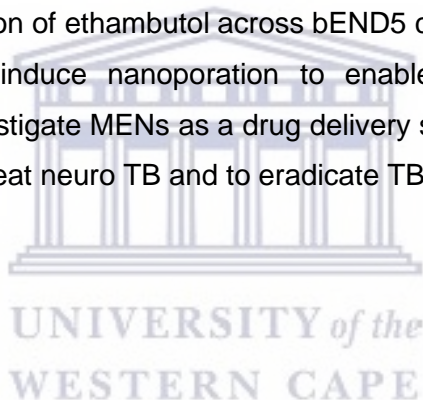 on of ethambutol across bEND5 c
induce nanoporation to enable
stigate MENs as a drug delivery s
eat neuro TB and to eradicate TB
UNIVERSITY of the
WESTERN CAPE